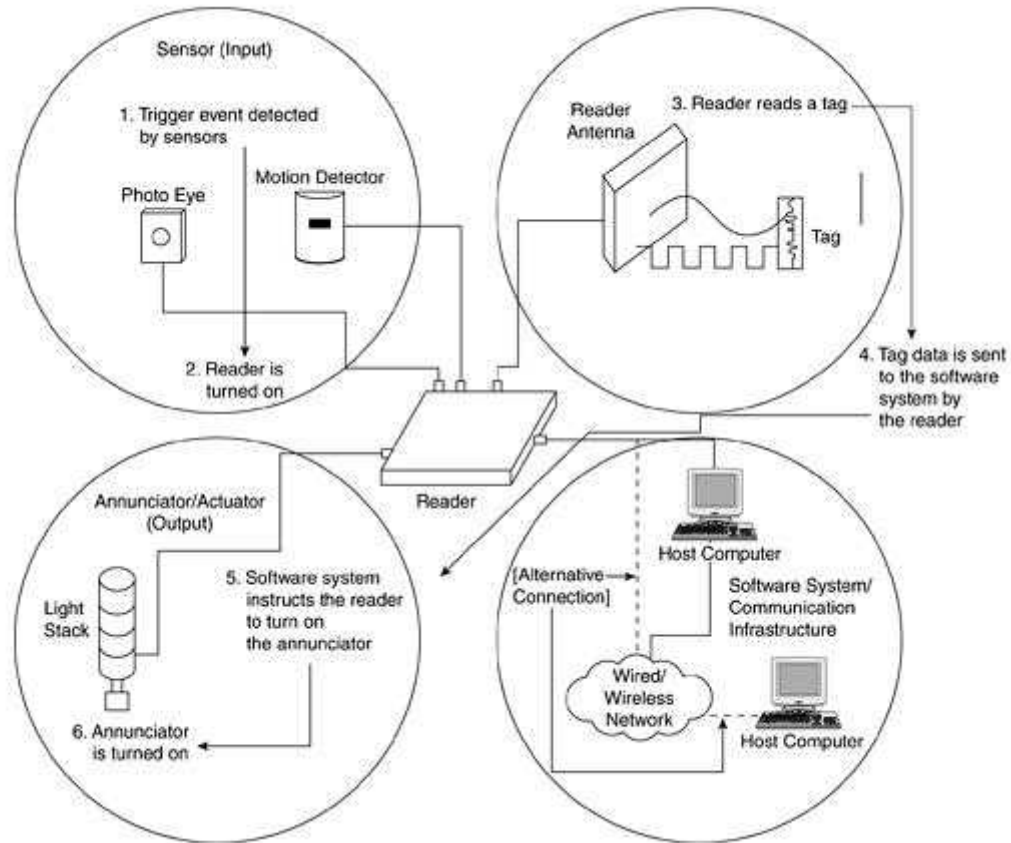 Sensor (Input)
1. Trigger event detected
by sensors
Photo Eye
Motion Detector
2. Reader is
turned on
Reader
Antenna
3. Reader reads a tag
Tag
4. Tag data is sent
to the software
system by
the reader
Reader
Annunciator/Actuator
(Output)
Light
Stack
5. Software system
instructs the reader
to turn on
the annunciator
6. Annunciator
is turned on
Host Computer
[Alternative
Connection]
Software System/
Communication
Infrastructure
Wired/
Wireless
Network
Host Computer